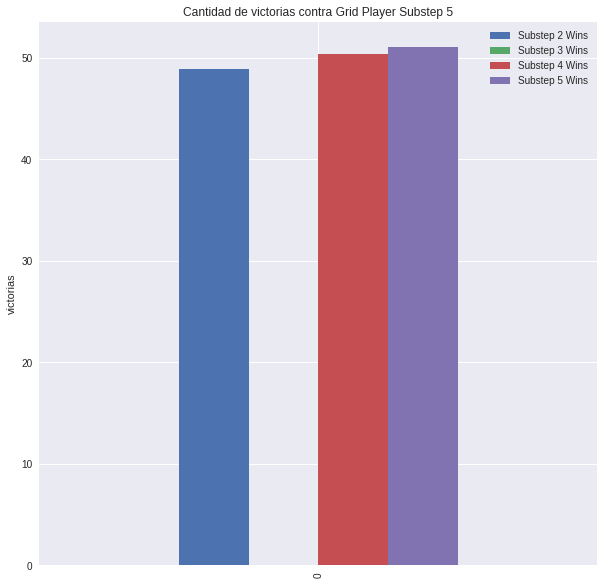 Cantidad de victorias contra Grid Player Substep 5
Substep 2 Wins
Substep 3 Wins
Substep 4 Wins
Substep 5 Wins
victorias
50
40
30
20
10
0
0